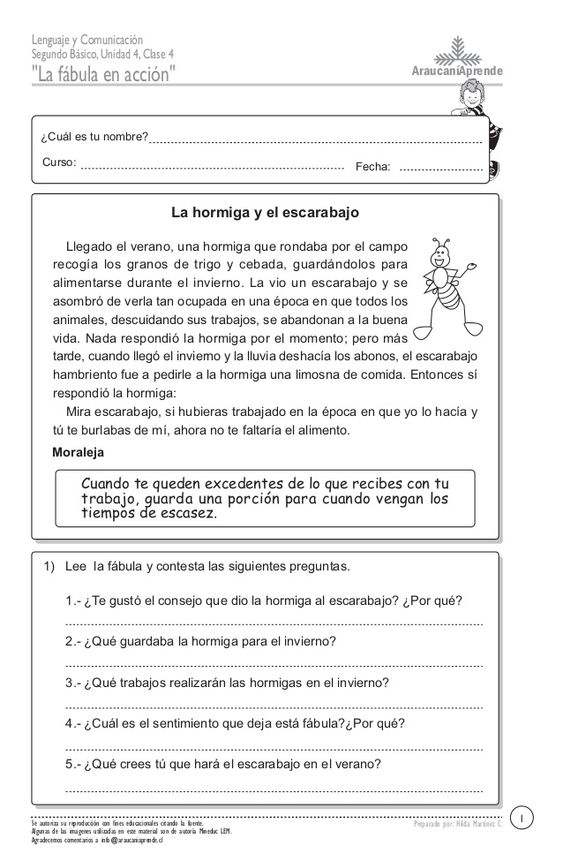 Lenguaje y Comunicación
Segundo Básico, Unidad 4, Clase 4
"La fábula en acción"
AraucaníAprende
¿Cuál es tu nombre?
Curso:
Fecha:
La hormiga y el escarabajo
Llegado el verano, una hormiga que rondaba por el campo
recogía los granos de trigo y cebada, guardándolos para
alimentarse durante el invierno. La vio un escarabajo y se
asombró de verla tan ocupada en una época en que todos los
animales, descuidando sus trabajos, se abandonan a la buena
vida. Nada respondió la hormiga por el momento; pero más
tarde, cuando llegó el invierno y la lluvia deshacía los abonos, el escarabajo
hambriento fue a pedirle a la hormiga una limosna de comida. Entonces sí
respondió la hormiga:
Mira escarabajo, si hubieras trabajado en la época en que yo lo hacía y
tú te burlabas de mí, ahora no te faltaría el alimento.
Moraleja
Cuando te queden excedentes de lo que recibes con tu
trabajo, guarda una porción para cuando vengan los
tiempos de escasez.
1) Lee la fábula y contesta las siguientes preguntas.
1.- ¿Te gustó el consejo que dio la hormiga al escarabajo? ¿Por qué?
2.- ¿Qué guardaba la hormiga para el invierno?
3.- ¿Qué trabajos realizarán las hormigas en el invierno?
4.- ¿Cuál es el sentimiento que deja está fábula?¿Por qué?
5.- ¿Qué crees tú que hará el escarabajo en el verano?
Se autoriza su reproducción con fines educacionales citando la fuente.
Algunas de las imagenes utilizadas en este material son de autoría Mineduc LEM.
Agradecemos comentarios a info@araucaniaprende.cl
Preparado por: Hilda Martínez C.
1